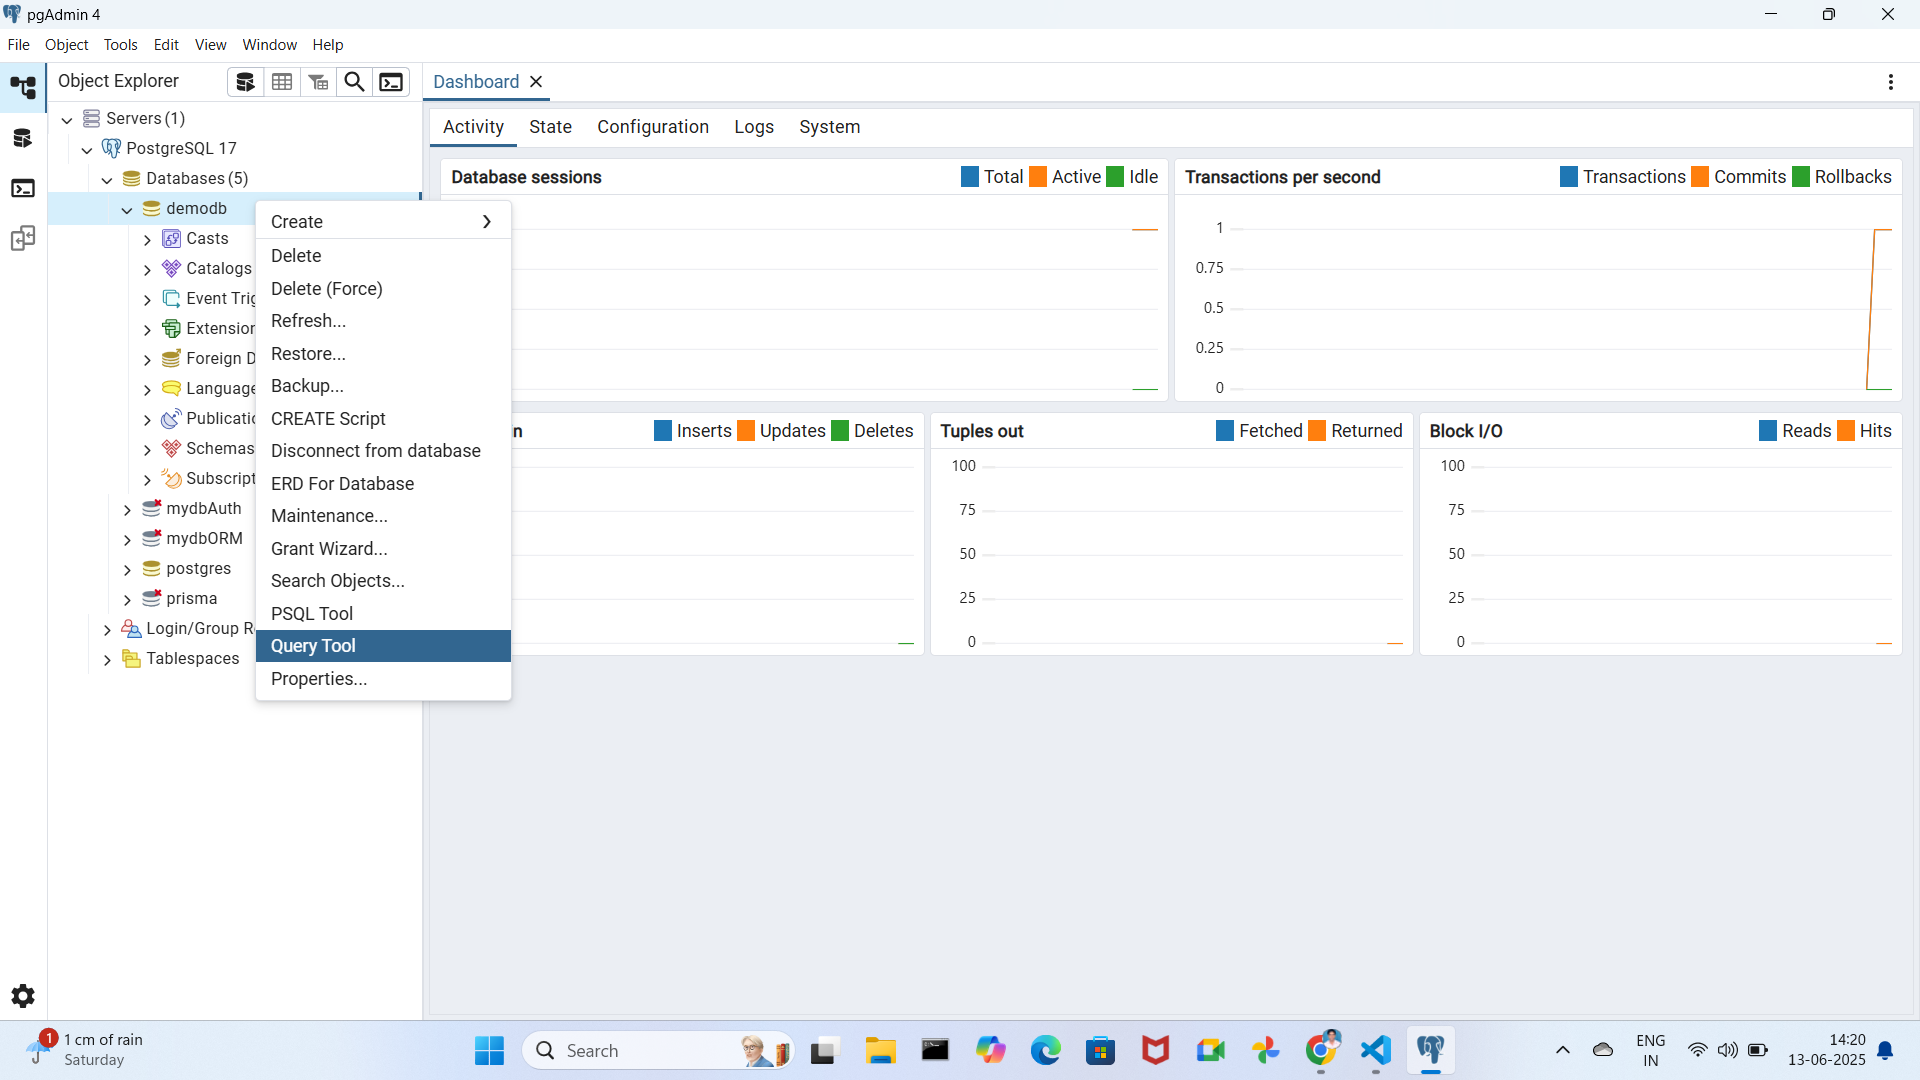 pgAdmin 4
File Object Tools Edit View Window Help
Object Explorer
Dashboard
Servers (1)
PostgreSQL 17
Databases (5)
demodb
Casts
Catalogs
Event Trig
Extension
Foreign D
Language
Publicatio
Schemas
Subscript
mydbAuth
mydbORM
postgres
prisma
Login/Group R
Tablespaces
Create
Delete
Delete (Force)
Refresh...
Restore...
Backup...
CREATE Script
Disconnect from database
ERD For Database
Maintenance...
Grant Wizard...
Search Objects...
PSQL Tool
Query Tool
Properties...
Activity State Configuration Logs System
Database sessions Total Active Idle
Transactions per second Transactions Commits Rollbacks
1
0.75
0.5
0.25
0
n Inserts Updates Deletes
Tuples out Fetched Returned
100
75
50
25
0
Block I/O Reads Hits
100
75
50
25
0
1
1 cm of rain
Saturday
Search
ENG
IN
14:20
13-06-2025